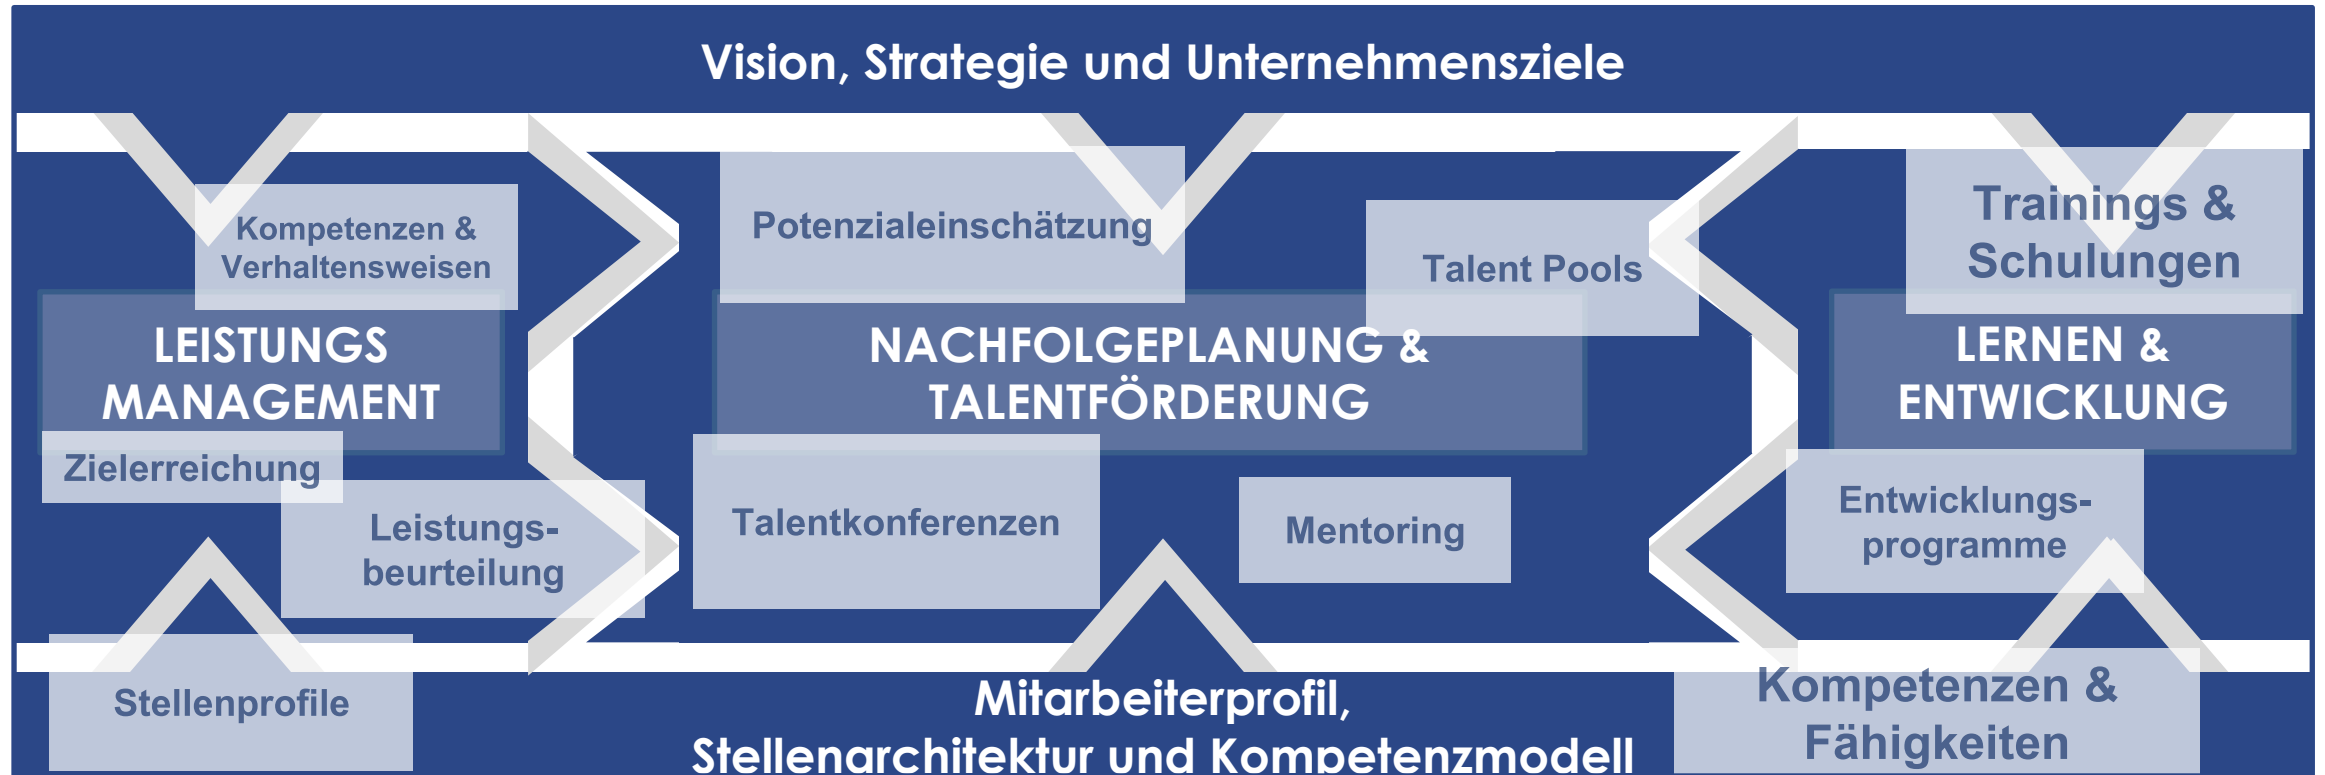 Vision, Strategie und Unternehmensziele
Kompetenzen &
Verhaltensweisen
Potenzialeinschätzung
Talent Pools
Trainings &
Schulungen
LEISTUNGS
MANAGEMENT
NACHFOLGEPLANUNG &
TALENTFÖRDERUNG
LERNEN &
ENTWICKLUNG
Zielerreichung
Leistungs-
beurteilung
Talentkonferenzen
Mentoring
Entwicklungs-
programme
Stellenprofile
Mitarbeiterprofil,
Stellenarchitektur und Kompetenzmodell
Kompetenzen &
Fähigkeiten